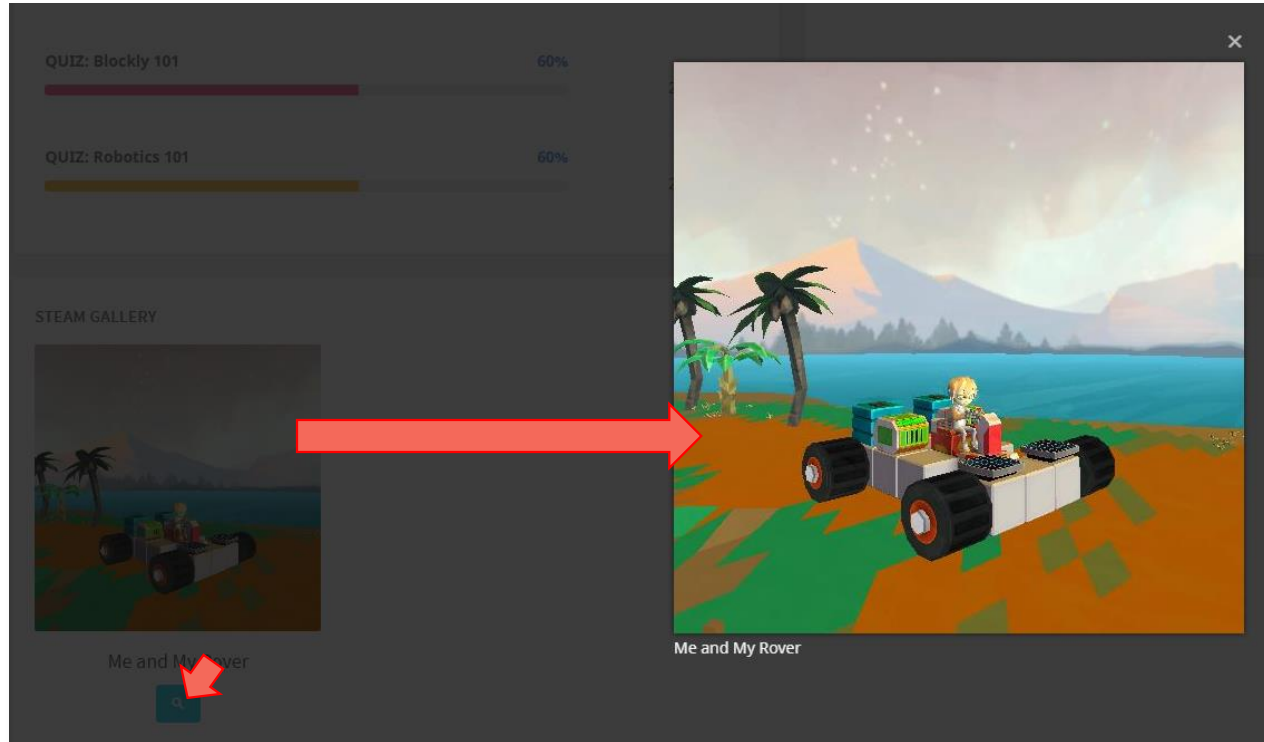 QUIZ: Blockly 101 60%
QUIZ: Robotics 101 60%
STEAM GALLERY
Me and My Rover
Me and My Rover